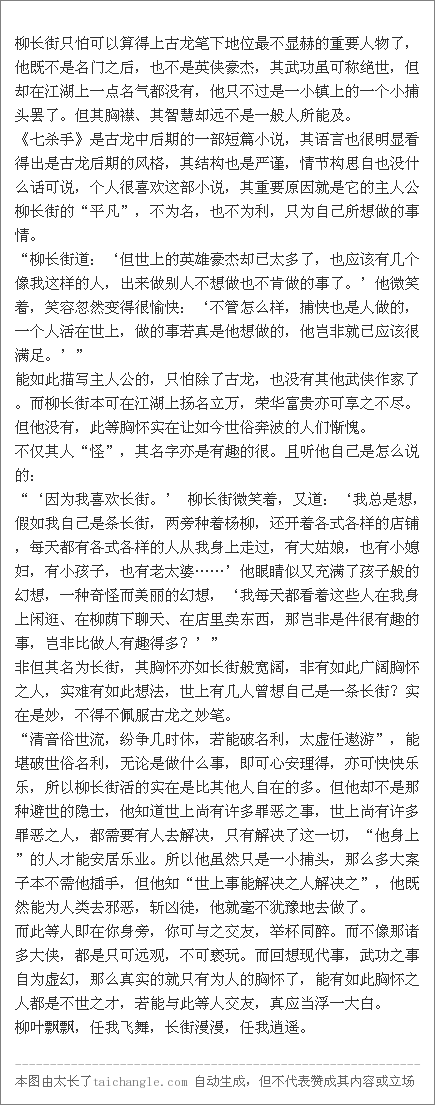 柳长街只怕可以算得上古龙笔下地位最不显赫的重要人物了，
他既不是名门之后，也不是英侠豪杰，其武功虽可称绝世，但
却在江湖上一点名气都没有，他只不过是一小镇上的一个小捕
头罢了。但其胸襟、其智慧却远不是一般人所能及。
《七杀手》是古龙中后期的一部短篇小说，其语言也很明显看
得出是古龙后期的风格，其结构也是严谨，情节构思自也没什
么话可说，个人很喜欢这部小说，其重要原因就是它的主人公
柳长街的“平凡”，不为名，也不为利，只为自己所想做的事
情。
“柳长街道：‘但世上的英雄豪杰却已太多了，也应该有几个
像我这样的人，出来做别人不想做也不肯做的事了。’他微笑
着，笑容忽然变得很愉快：‘不管怎么样，捕快也是人做的，
一个人活在世上，做的事若真是他想做的，他岂非就已应该很
满足。’”
能如此描写主人公的，只怕除了古龙，也没有其他武侠作家了
。而柳长街本可在江湖上扬名立万，荣华富贵亦可享之不尽。
但他没有，此等胸怀实在让如今世俗奔波的人们惭愧。
不仅其人“怪”，其名字亦是有趣的很。且听他自己是怎么说
的：
“‘因为我喜欢长街。’ 柳长街微笑着，又道：‘我总是想，
假如我自己是条长街，两旁种着杨柳，还开着各式各样的店铺
，每天都有各式各样的人从我身上走过，有大姑娘，也有小媳
妇，有小孩子，也有老太婆……’他眼睛似又充满了孩子般的
幻想，一种奇怪而美丽的幻想，‘我每天都看着这些人在我身
上闲逛、在柳荫下聊天、在店里卖东西，那岂非是件很有趣的
事，岂非比做人有趣得多？’”
非但其名为长街，其胸怀亦如长街般宽阔，非有如此广阔胸怀
之人，实难有如此想法，世上有几人曾想自己是一条长街？实
在是妙，不得不佩服古龙之妙笔。
“清音俗世流，纷争几时休，若能破名利，太虚任遨游”，能
堪破世俗名利，无论是做什么事，即可心安理得，亦可快快乐
乐，所以柳长街活的实在是比其他人自在的多。但他却不是那
种避世的隐士，他知道世上尚有许多罪恶之事，世上尚有许多
罪恶之人，都需要有人去解决，只有解决了这一切，“他身上
”的人才能安居乐业。所以他虽然只是一小捕头，那么多大案
子本不需他插手，但他知“世上事能解决之人解决之”，他既
然能为人类去邪恶，斩凶徒，他就毫不犹豫地去做了。
而此等人即在你身旁，你可与之交友，举杯同醉。而不像那诸
多大侠，都是只可远观，不可亵玩。而回想现代事，武功之事
自为虚幻，那么真实的就只有为人的胸怀了，能有如此胸怀之
人都是不世之才，若能与此等人交友，真应当浮一大白。
柳叶飘飘，任我飞舞，长街漫漫，任我逍遥。
本图由太长了taichangle.com 自动生成，但不代表赞成其内容或立场